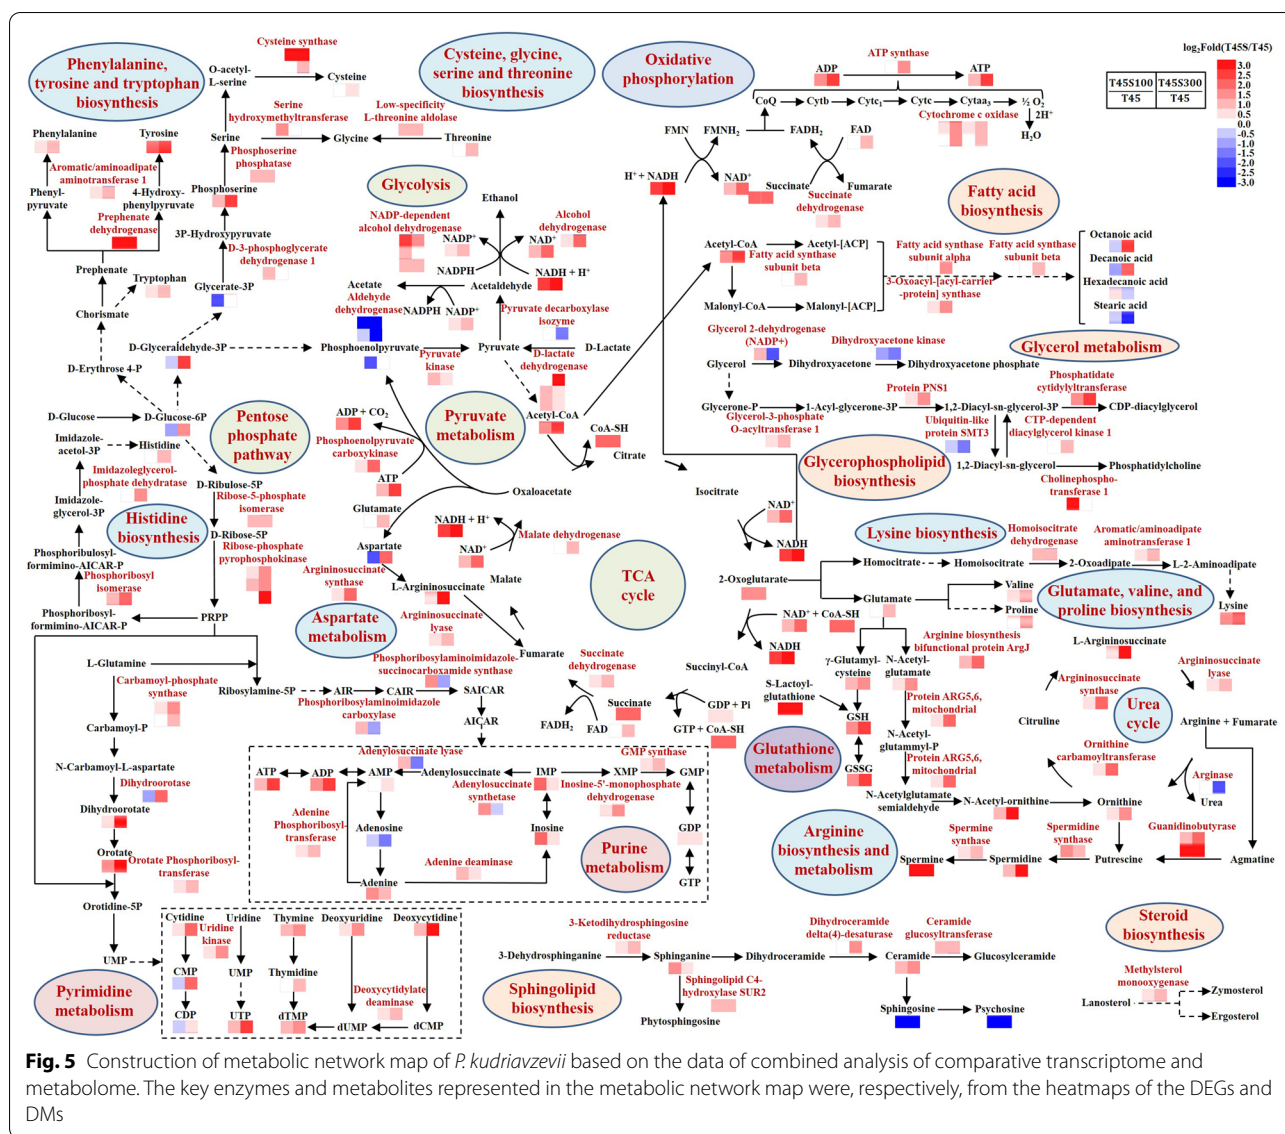 Phenylalanine,
tyrosine and tryptophan
biosynthesis
Cysteine synthase
O-acetyl-
L-serine
Cysteine
Cysteine, glycine,
serine and threonine
biosynthesis
Serine
hydroxymethyltransferase
Low-specificity
L-threonine aldolase
Serine
Glycine
Threonine
Phosphoserine
phosphatase
Phosphoserine
3P-Hydroxypyruvate
D-3-phosphoglycerate
dehydrogenase 1
Glycerate-3P
Phenylalanine
Tyrosine
Aromatic/aminoadipate
aminotransferase 1
Phenyl-
pyruvate
4-Hydroxy-
phenylpyruvate
Prephenate
dehydrogenase
Prephenate
Tryptophan
Chorismate
D-Glyceraldehyde-3P
D-Erythrose 4-P
Oxidative
phosphorylation
ATP synthase
ADP
ATP
CoQ
Cytb
Cytc1
Cytc
Cytaa3
½ O2
2H+
H2O
Cytochrome c oxidase
FMN
FMNH2
FADH2
FAD
H+ + NADH
NAD+
Succinate
Fumarate
Succinate
dehydrogenase
log2Fold(T45S/T45)
3.0
2.0
1.5
1.0
0.5
0.0
-0.5
-1.0
-1.5
-2.0
-3.0
T45S100
T45S300
T45
T45
Glycolysis
NADP-dependent
alcohol dehydrogenase
Ethanol
NADP+
NADPH
Alcohol
dehydrogenase
NAD+
NADH + H+
Acetate
Acetaldehyde
Aldehyde
dehydrogenase
NADPH
NADP+
Pyruvate decarboxylase
isozyme
Phosphoenolpyruvate
Pyruvate
D-Lactate
Pyruvate
kinase
D-lactate
dehydrogenase
Acetyl-CoA
Pyruvate
metabolism
Fatty acid
biosynthesis
Acetyl-CoA
Acetyl-[ACP]
Fatty acid synthase
subunit beta
Malonyl-CoA
Malonyl-[ACP]
Fatty acid synthase
subunit alpha
Fatty acid synthase
subunit beta
3-Oxoacyl-[acyl-carrier
-protein] synthase
Octanoic acid
Decanoic acid
Hexadecanoic acid
Stearic acid
Glycerol 2-dehydrogenase
(NADP+)
Dihydroxyacetone kinase
Glycerol
Dihydroxyacetone
Dihydroxyacetone phosphate
Glycerol metabolism
Glycerone-P
1-Acyl-glycerone-3P
Protein PNS1
1,2-Diacyl-sn-glycerol-3P
Phosphatidate
cytidylyltransferase
CDP-diacylglycerol
Glycerol-3-phosphate
O-acyltransferase 1
Ubiquitin-like
protein SMT3
CTP-dependent
diacylglycerol kinase 1
1,2-Diacyl-sn-glycerol
Phosphatidylcholine
Cholinephospho-
transferase 1
Glycerophospholipid
biosynthesis
D-Glucose
D-Glucose-6P
Pentose
phosphate
pathway
Imidazole-
acetol-3P
Histidine
Imidazoleglycerol-
phosphate dehydratase
Imidazole-
glycerol-3P
Histidine
biosynthesis
Phosphoribulosyl-
formimino-AICAR-P
Phosphoribosyl
isomerase
Phosphoribosyl-
formimino-AICAR-P
D-Ribulose-5P
Ribose-5-phosphate
isomerase
D-Ribose-5P
Ribose-phosphate
pyrophosphokinase
PRPP
ADP + CO2
Phosphoenolpyruvate
carboxykinase
ATP
Glutamate
Aspartate
Argininosuccinate
synthase
L-Argininosuccinate
Argininosuccinate
lyase
Aspartate
metabolism
CoA-SH
Citrate
Oxaloacetate
NADH + H+
NAD+
Malate dehydrogenase
Malate
Fumarate
TCA
cycle
Isocitrate
NAD+
NADH
2-Oxoglutarate
NAD+ + CoA-SH
NADH
Succinyl-CoA
GDP + Pi
GTP + CoA-SH
Succinate
Succinate
dehydrogenase
FADH2
FAD
Lysine biosynthesis
Homoisocitrate
dehydrogenase
Aromatic/aminoadipate
aminotransferase 1
Homocitrate
Homoisocitrate
2-Oxoadipate
L-2-Aminoadipate
Lysine
Glutamate
Valine
Proline
Glutamate, valine, and
proline biosynthesis
γ-Glutamyl-
cysteine
N-Acetyl-
glutamate
Arginine biosynthesis
bifunctional protein ArgJ
S-Lactoyl-
glutathione
GSH
GSSG
Glutathione
metabolism
Protein ARG5,6,
mitochondrial
N-Acetyl-
glutammyl-P
Protein ARG5,6,
mitochondrial
N-Acetylglutamate
semialdehyde
N-Acetyl-ornithine
Ornithine
L-Argininosuccinate
Argininosuccinate
synthase
Argininosuccinate
lyase
Urea
cycle
Citruline
Arginine + Fumarate
Ornithine
carbamoyltransferase
Arginase
Urea
Guanidinobutyrase
Agmatine
Putrescine
Spermidine
synthase
Spermidine
Spermine
synthase
Spermine
Arginine
biosynthesis and
metabolism
L-Glutamine
Carbamoyl-phosphate
synthase
Carbamoyl-P
N-Carbamoyl-L-aspartate
Dihydroorotase
Dihydroorotate
Orotate
Orotate Phosphoribosyl-
transferase
Orotidine-5P
UMP
Ribosylamine-5P
AIR
CAIR
SAICAR
AICAR
Phosphoribosylaminoimidazole-
succinocarboxamide synthase
Phosphoribosylaminoimidazole
carboxylase
ATP
ADP
AMP
Adenylosuccinate lyase
Adenylosuccinate
IMP
XMP
GMP synthase
GMP
Adenylosuccinate
synthetase
Inosine-5'-monophosphate
dehydrogenase
Adenine
Phosphoribosyl-
transferase
Adenosine
Inosine
GDP
Adenine deaminase
Adenine
GTP
Purine
metabolism
Cytidine
Uridine
Thymine
Deoxyuridine
Deoxycytidine
Uridine
kinase
CMP
UMP
Thymidine
Deoxycytidylate
deaminase
CDP
UTP
dTMP
dUMP
dCMP
Pyrimidine
metabolism
3-Ketodihydrosphingosine
reductase
3-Dehydrosphinganine
Sphinganine
Dihydroceramide
Dihydroceramide
delta(4)-desaturase
Ceramide
Ceramide
glucosyltransferase
Glucosylceramide
Sphingolipid C4-
hydroxylase SUR2
Phytosphingosine
Sphingosine
Psychosine
Sphingolipid
biosynthesis
Steroid
biosynthesis
Methylsterol
monooxygenase
Lanosterol
Zymosterol
Ergosterol
Fig. 5 Construction of metabolic network map of P. kudriavzevii based on the data of combined analysis of comparative transcriptome and
metabolome. The key enzymes and metabolites represented in the metabolic network map were, respectively, from the heatmaps of the DEGs and
DMs